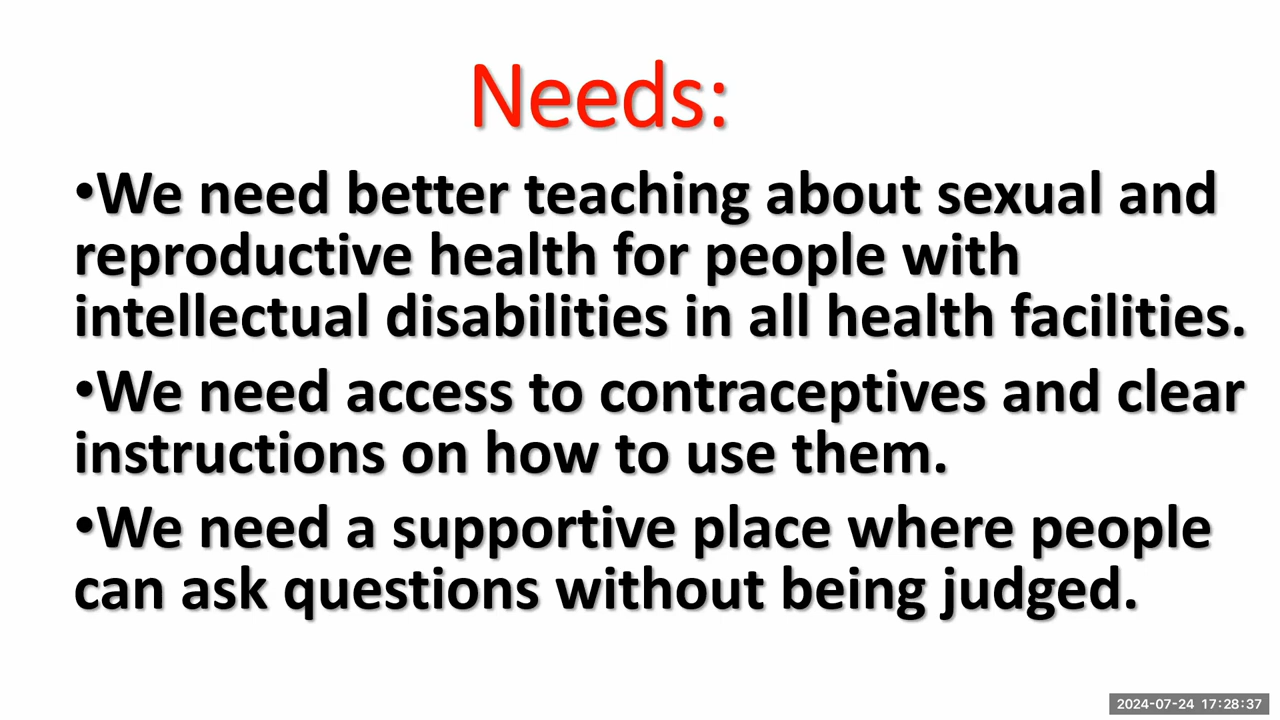 Needs:
•We need better teaching about sexual and
reproductive health for people with
intellectual disabilities in all health facilities.
•We need access to contraceptives and clear
instructions on how to use them.
•We need a supportive place where people
can ask questions without being judged.
2024-07-24 17:28:37